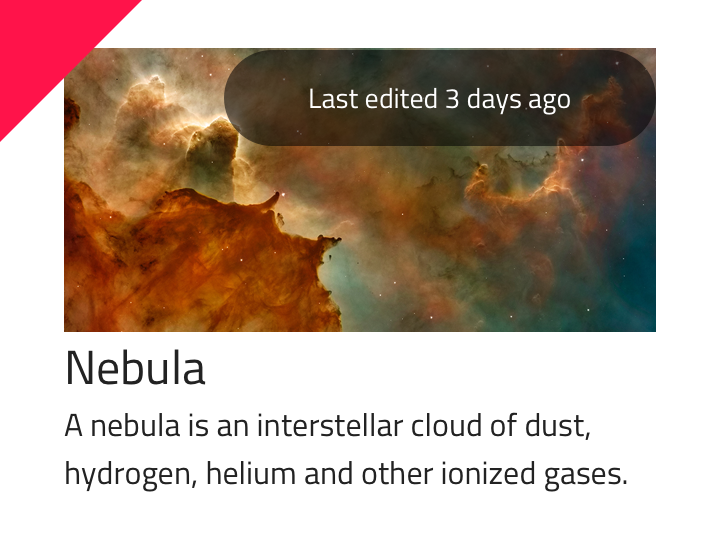 Last edited 3 days ago
Nebula
A nebula is an interstellar cloud of dust,
hydrogen, helium and other ionized gases.